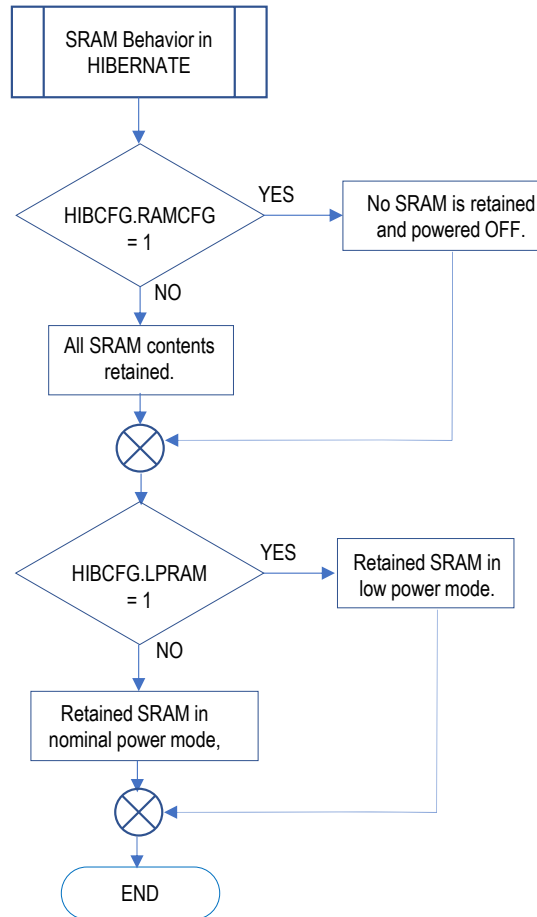 SRAM Behavior in
HIBERNATE
HIBCFG.RAMCFG
= 1
YES
No SRAM is retained
and powered OFF.
NO
All SRAM contents
retained.
HIBCFG.LPRAM
= 1
YES
Retained SRAM in
low power mode.
NO
Retained SRAM in
nominal power mode,
END